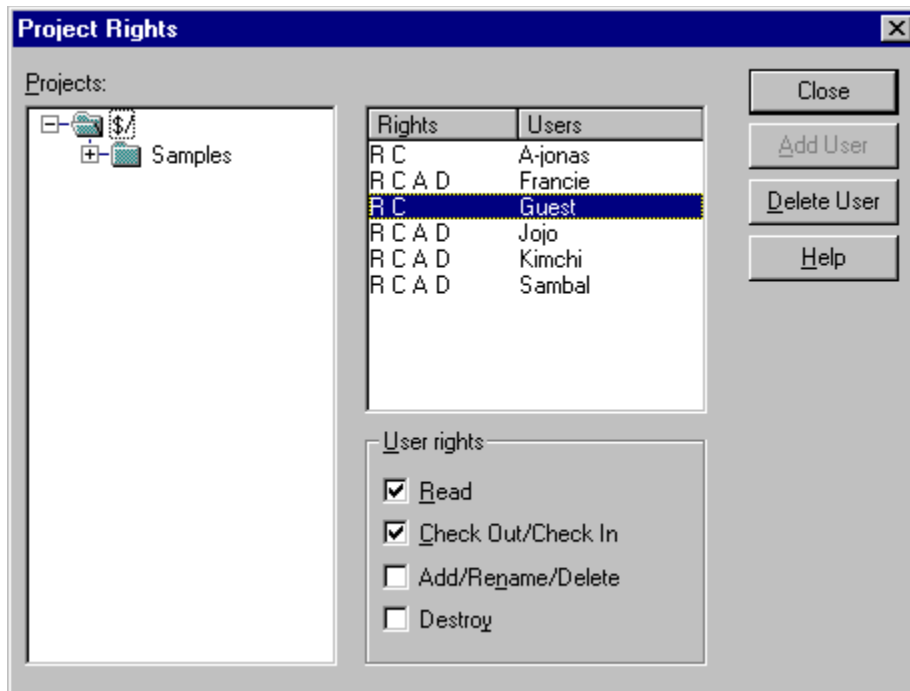 Project Rights
Projects:
$/
Samples
Rights Users
R C A-jonas
R C A D Francie
R C Guest
R C A D Jojo
R C A D Kimchi
R C A D Sambal
Close
Add User
Delete User
Help
User rights
Read
Check Out/Check In
Add/Rename/Delete
Destroy